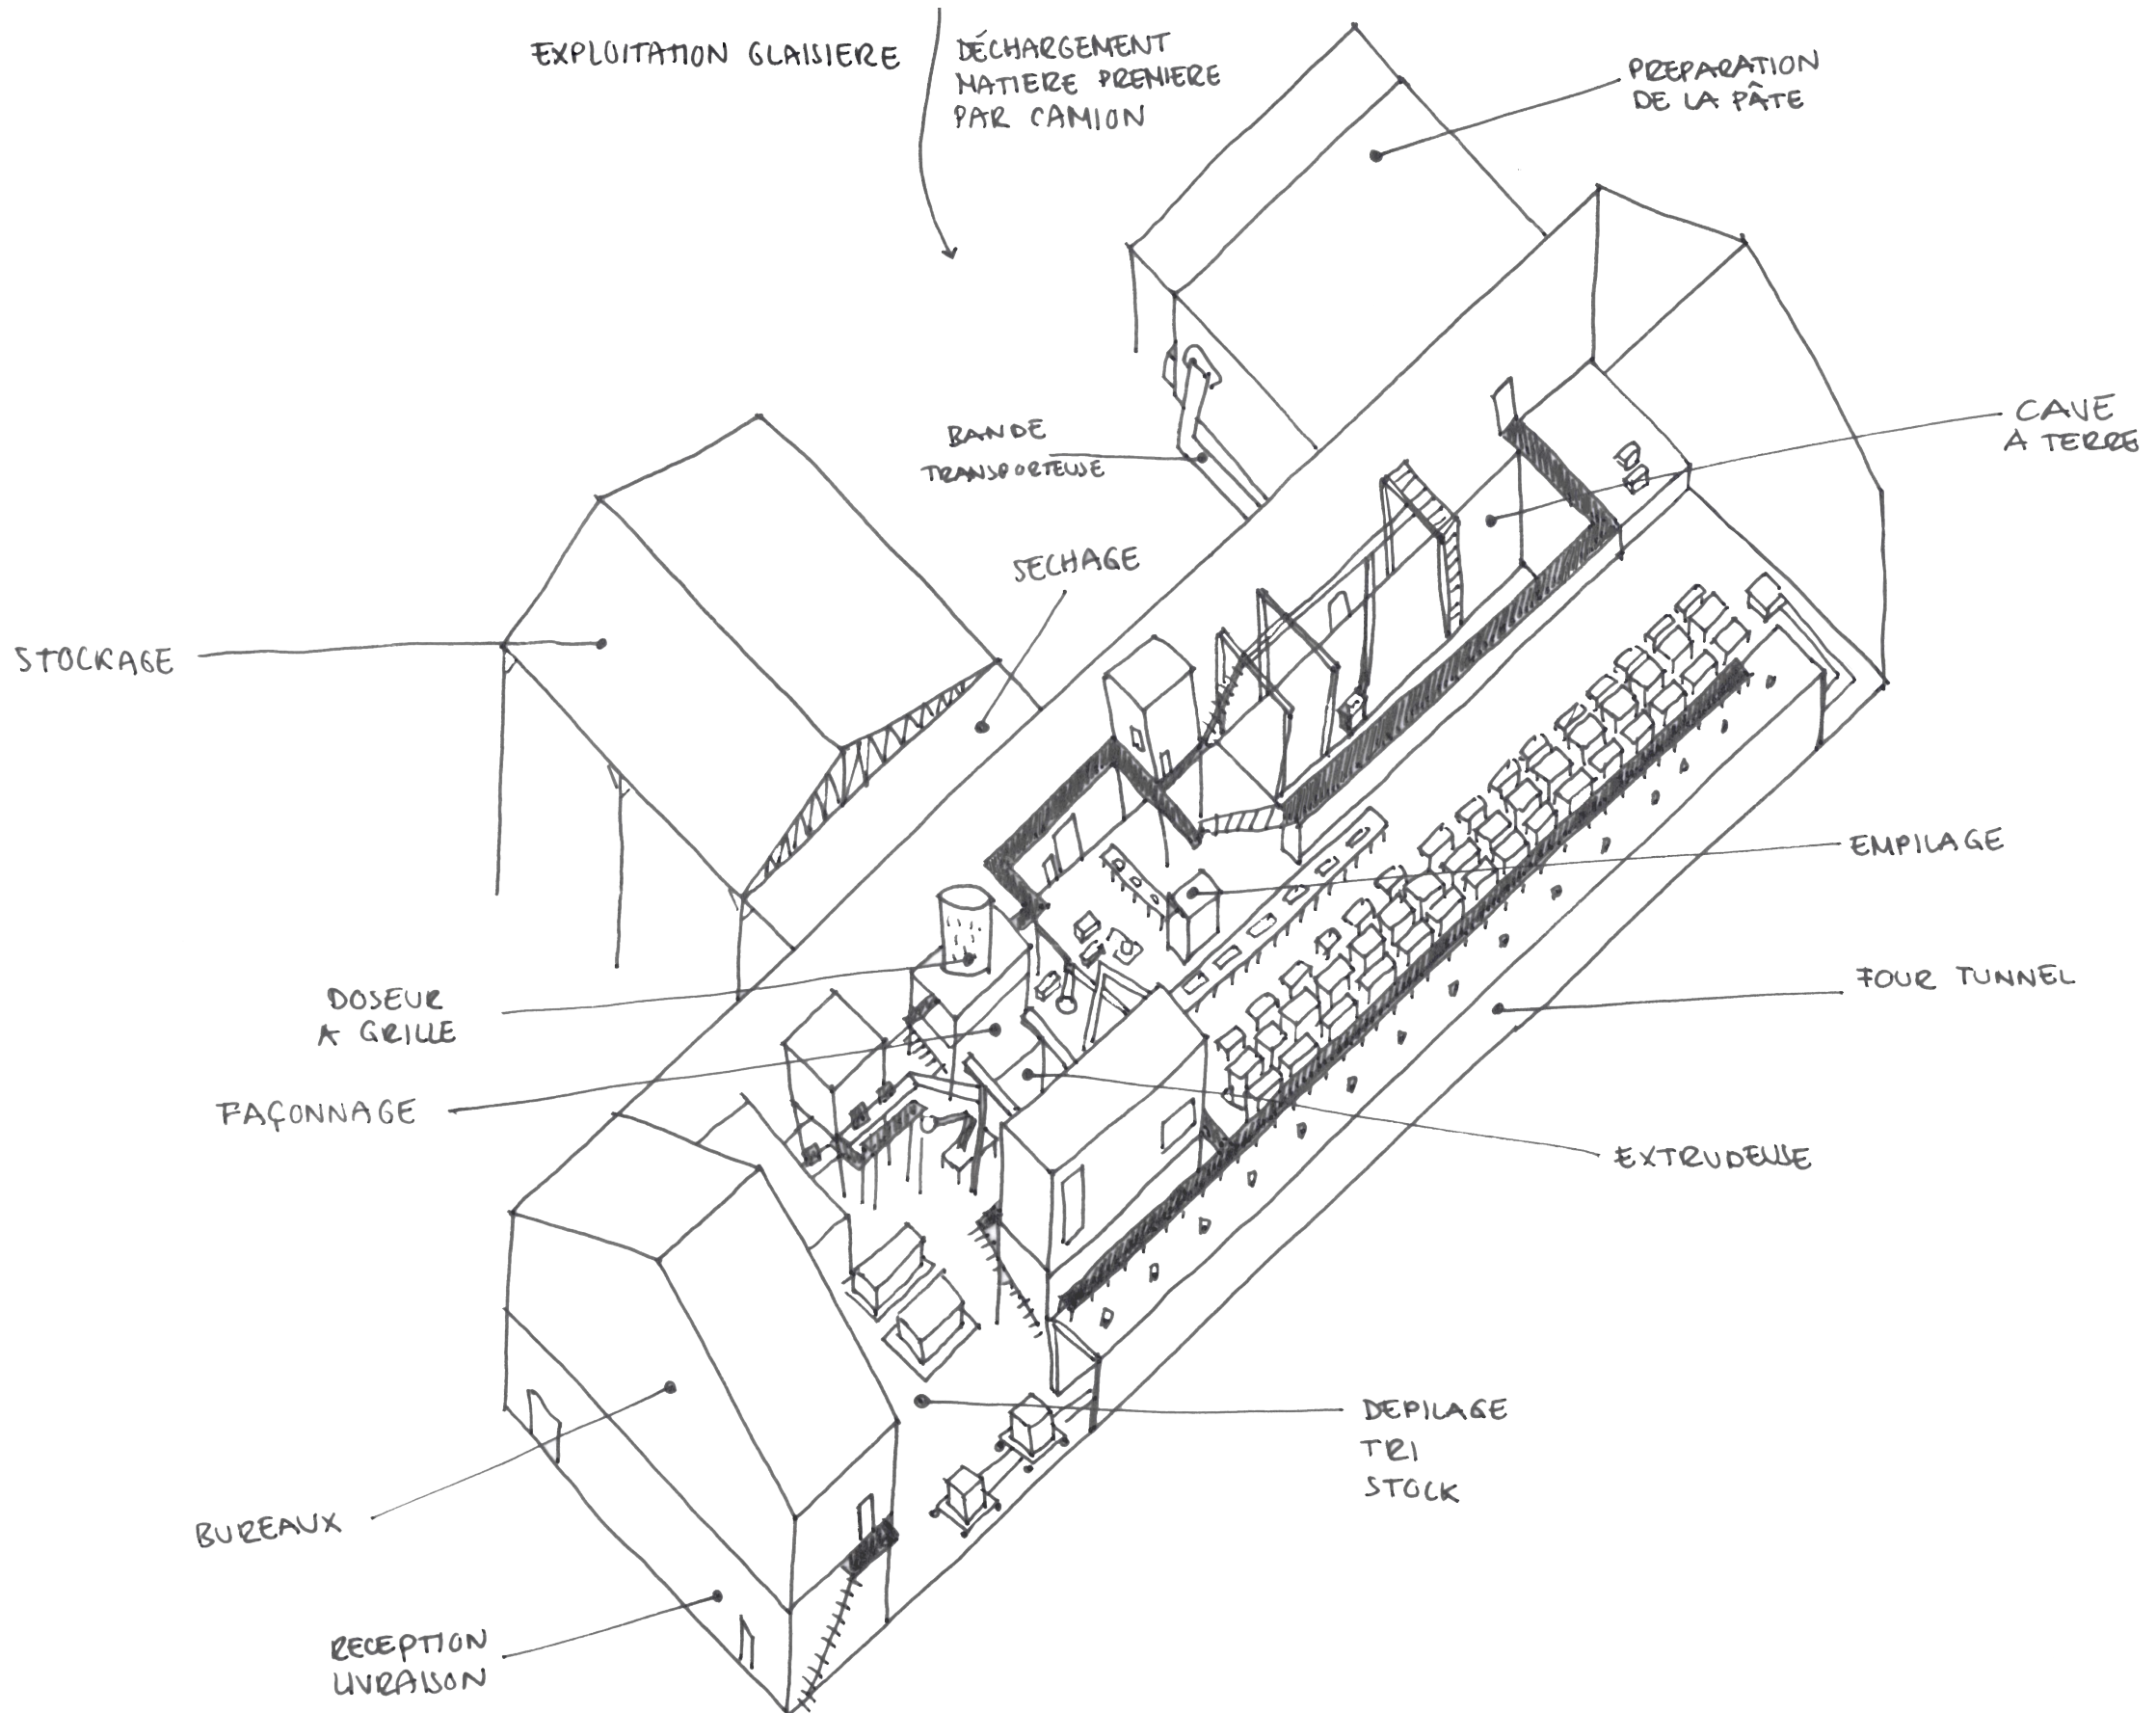 EXPLOITATION GLAISIERE
DÉCHARGEMENT
MATIERE PREMIERE
PAR CAMION
PREPARATION
DE LA PÂTE
CAVE
A TERRE
BANDE
TRANSPORTEUSE
SECHAGE
STOCKAGE
EMPILAGE
DOSEUR
A GRILLE
FOUR TUNNEL
FAÇONNAGE
EXTRUDEUSE
DEPILAGE
TRI
STOCK
BUREAUX
RECEPTION
LIVRAISON